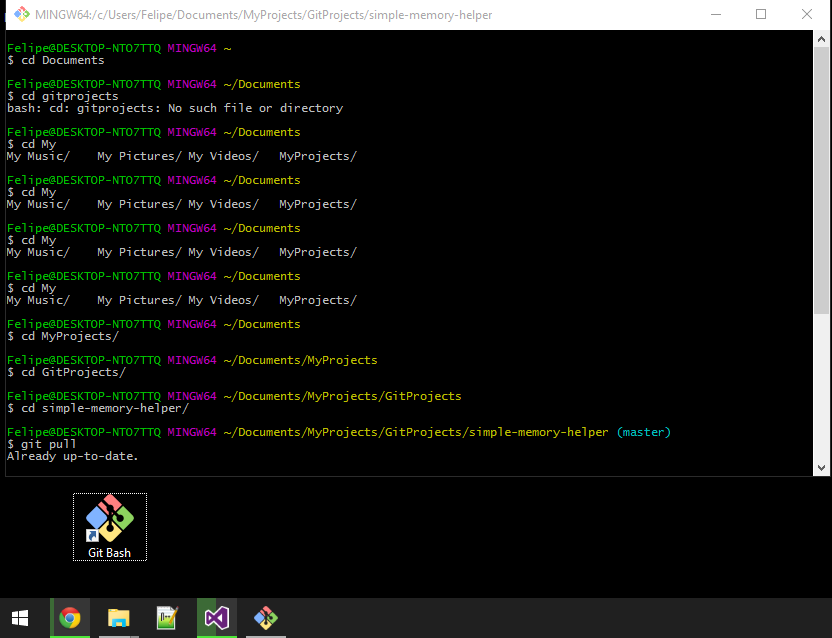 MINGW64:/c/Users/Felipe/Documents/MyProjects/GitProjects/simple-memory-helper
Felipe@DESKTOP-NTO7TTQ MINGW64 ~
$ cd Documents
Felipe@DESKTOP-NTO7TTQ MINGW64 ~/Documents
$ cd gitprojects
bash: cd: gitprojects: No such file or directory
Felipe@DESKTOP-NTO7TTQ MINGW64 ~/Documents
$ cd My
My Music/    My Pictures/ My Videos/   MyProjects/
Felipe@DESKTOP-NTO7TTQ MINGW64 ~/Documents
$ cd My
My Music/    My Pictures/ My Videos/   MyProjects/
Felipe@DESKTOP-NTO7TTQ MINGW64 ~/Documents
$ cd My
My Music/    My Pictures/ My Videos/   MyProjects/
Felipe@DESKTOP-NTO7TTQ MINGW64 ~/Documents
$ cd My
My Music/    My Pictures/ My Videos/   MyProjects/
Felipe@DESKTOP-NTO7TTQ MINGW64 ~/Documents
$ cd MyProjects/
Felipe@DESKTOP-NTO7TTQ MINGW64 ~/Documents/MyProjects
$ cd GitProjects/
Felipe@DESKTOP-NTO7TTQ MINGW64 ~/Documents/MyProjects/GitProjects
$ cd simple-memory-helper/
Felipe@DESKTOP-NTO7TTQ MINGW64 ~/Documents/MyProjects/GitProjects/simple-memory-helper (master)
$ git pull
Already up-to-date.
Git Bash